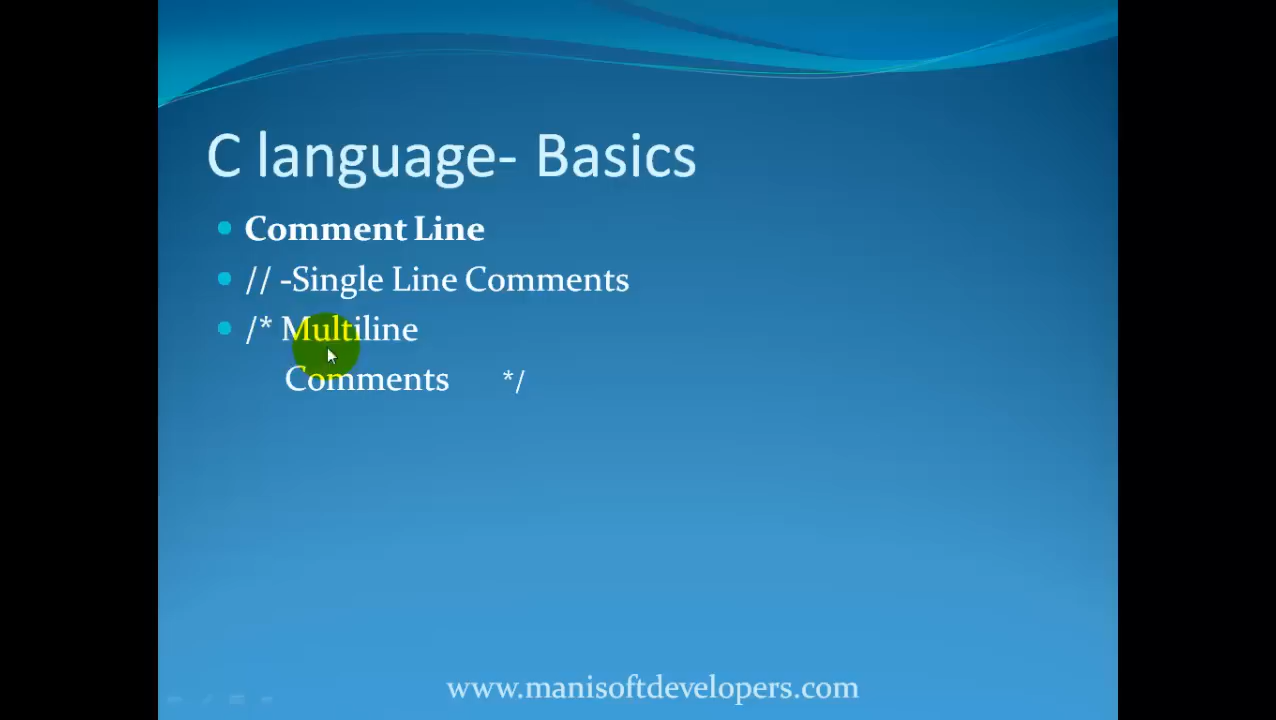 C language- Basics
Comment Line
// -Single Line Comments
/* Multiline
Comments */
www.manisoftdevelopers.com